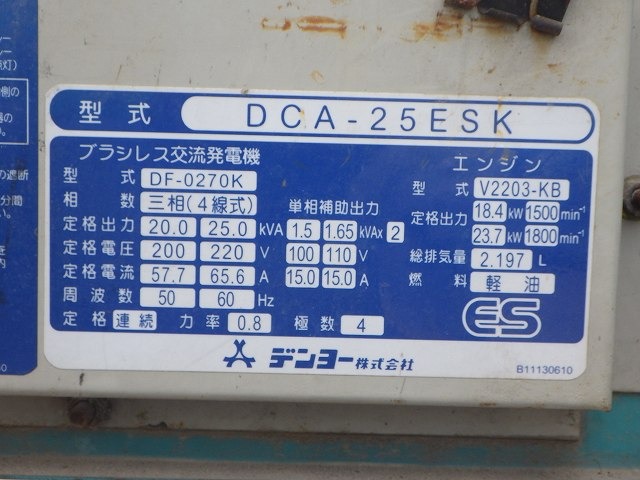 型式 DCA-25ESK
ブラシレス交流発電機
型式 DF-0270K
相数 三相(4線式) 単相補助出力
定格出力 20.0 25.0 kVA 1.5 1.65 kVA× 2
定格電圧 200 220 V 100 110 V
定格電流 57.7 65.6 A 15.0 15.0 A
周波数 50 60 Hz
定格 連続 力率 0.8 極数 4
エンジン
型式 V2203-KB
定格出力 18.4 kW 1500 min⁻¹
23.7 kW 1800 min⁻¹
総排気量 2.197 L
燃料 軽油
ES
デンヨー株式会社
B11130610